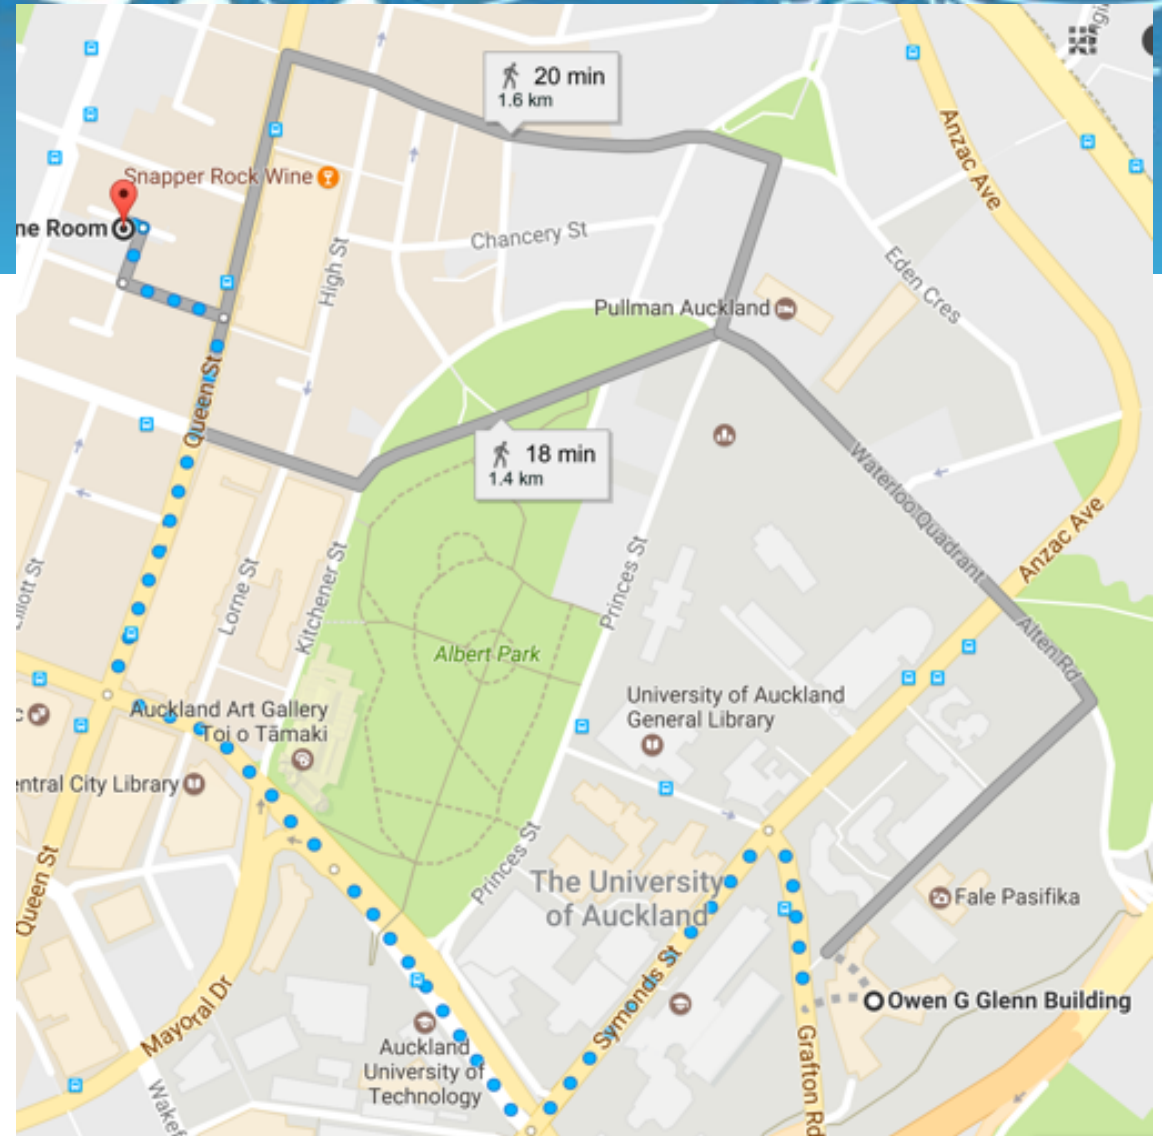 20 min
1.6 km
Anzac Ave
Snapper Rock Wine
ne Room
High St
Chancery St
Eden Cres
Pullman Auckland
Queen St
18 min
1.4 km
Waterloo Quadrant
Anzac Ave
Lorne St
Kitchener St
Princes St
Albert Park
Alten Rd
University of Auckland
General Library
Auckland Art Gallery
Toi o Tāmaki
entral City Library
Queen St
Princes St
The University
of Auckland
Fale Pasifika
Owen G Glenn Building
Symonds St
Mayoral Dr
Auckland
University of
Technology
Grafton Rd
Wakef